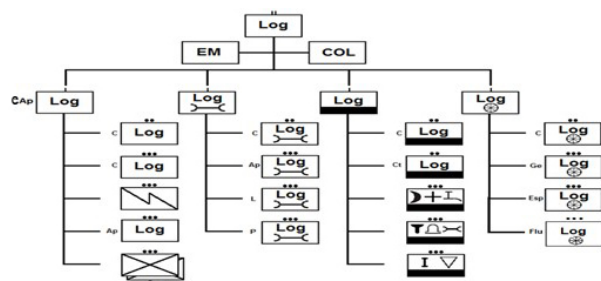 Log
EM COL
CAp Log Log Log Log
C Log C Log C Log C Log
C Log Ap Log Ct Log Ge Log
L Log Esp Log
Ap Log P Log Flu Log
I